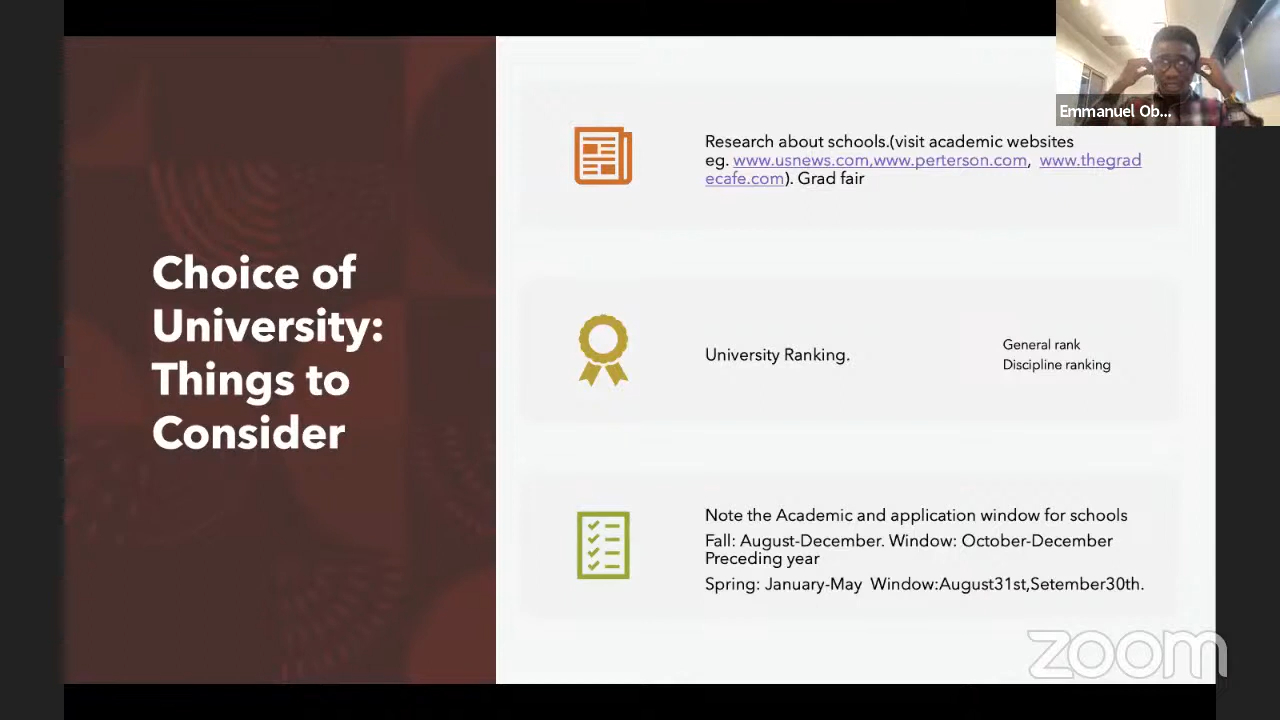 Choice of
University:
Things to
Consider
Research about schools.(visit academic websites
eg. www.usnews.com,www.perterson.com, www.thegrad
ecafe.com). Grad fair
University Ranking.
General rank
Discipline ranking
Note the Academic and application window for schools
Fall: August-December. Window: October-December
Preceding year
Spring: January-May Window:August31st,Setember30th.
Emmanuel Ob...
zoom